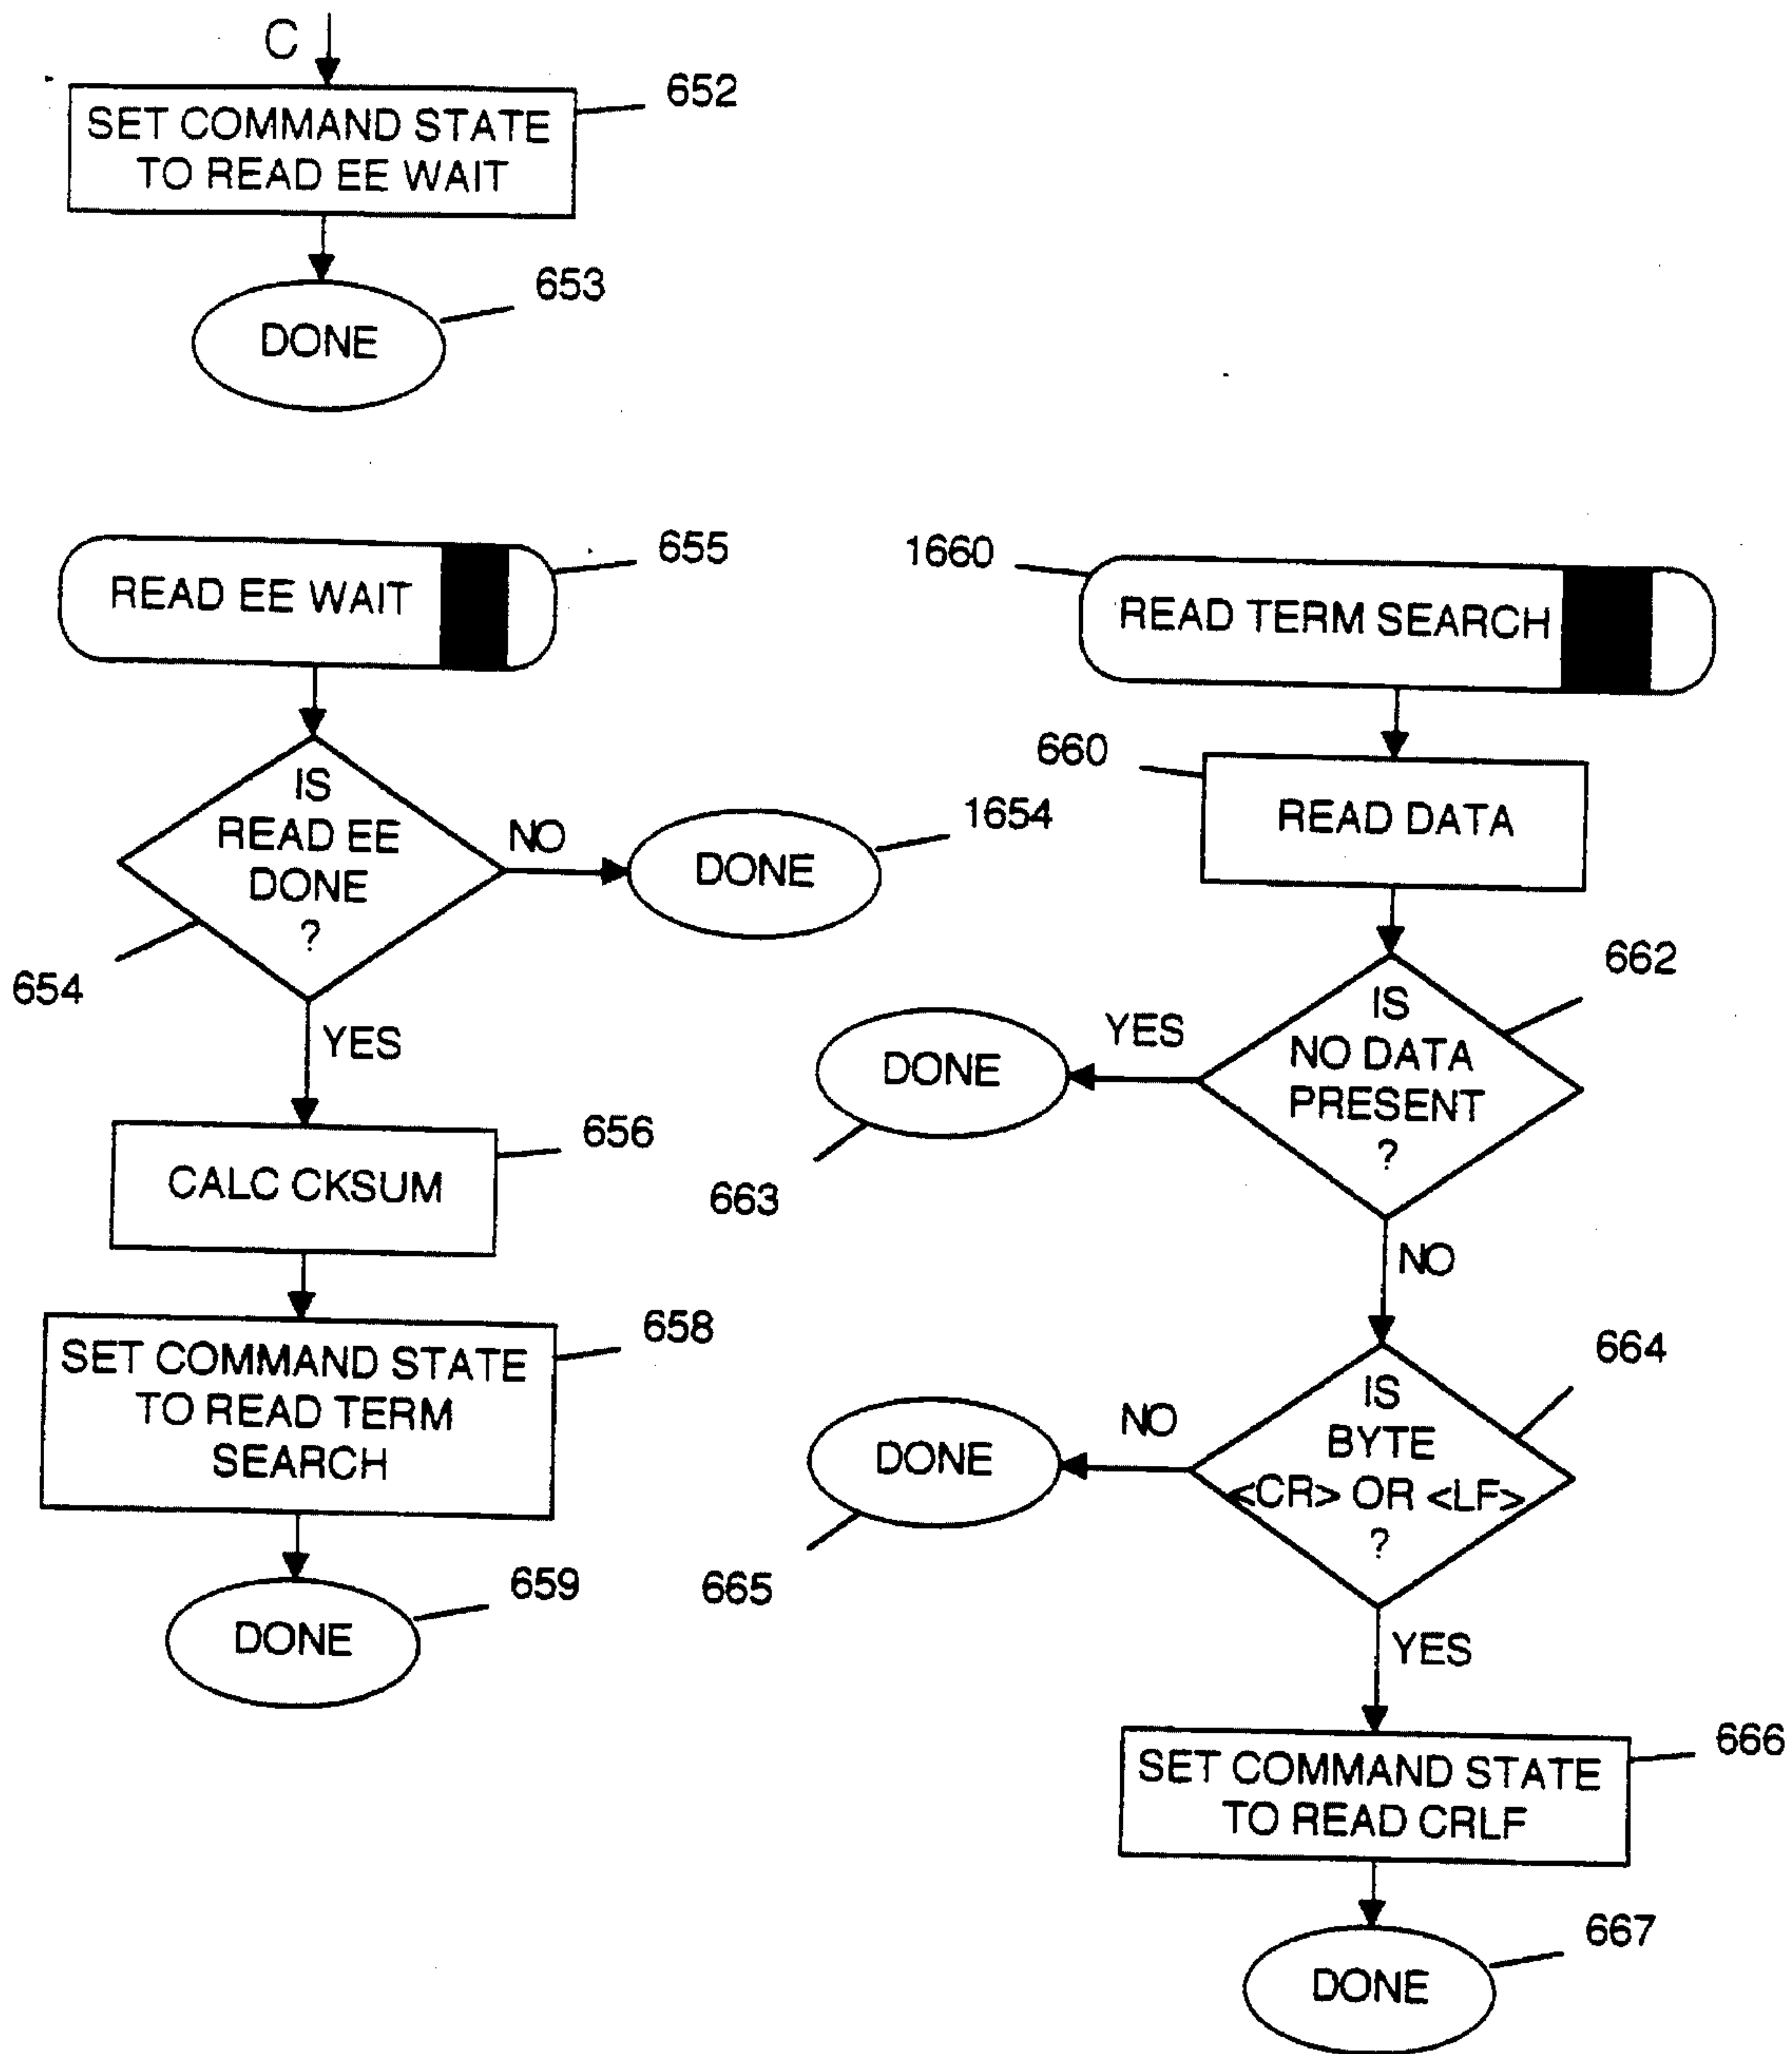 C
652
SET COMMAND STATE
TO READ EE WAIT
653
DONE
655
READ EE WAIT
IS
READ EE
DONE
?
654
NO
1654
DONE
YES
656
CALC CKSUM
658
SET COMMAND STATE
TO READ TERM
SEARCH
659
DONE
1660
READ TERM SEARCH
660
READ DATA
662
IS
NO DATA
PRESENT
?
YES
DONE
663
NO
664
IS
BYTE
<CR> OR <LF>
?
NO
DONE
665
YES
666
SET COMMAND STATE
TO READ CRLF
667
DONE